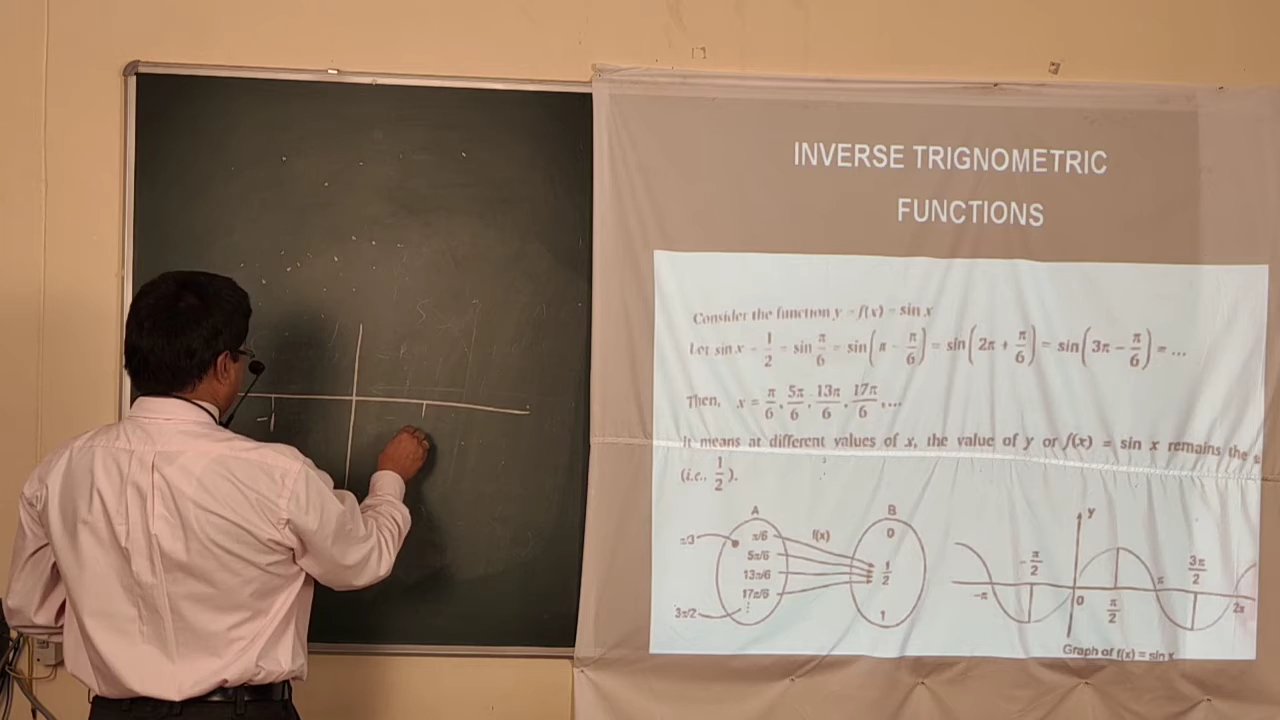 INVERSE TRIGNOMETRIC
FUNCTIONS
Consider the function y = f(x) = sin x
Let sin x = 1/2 = sin π/6 = sin(π - π/6) = sin(2π + π/6) = sin(3π - π/6) = ...
Then, x = π/6, 5π/6, 13π/6, 17π/6, ...
It means at different values of x, the value of y or f(x) = sin x remains the
(i.e., 1/2).
A f(x) B
π/6
5π/6
13π/6
17π/6
⋮
3π/2
0
1/2
1
y
-π -π/2 0 π/2 π 3π/2 2π
Graph of f(x) = sin x
-1